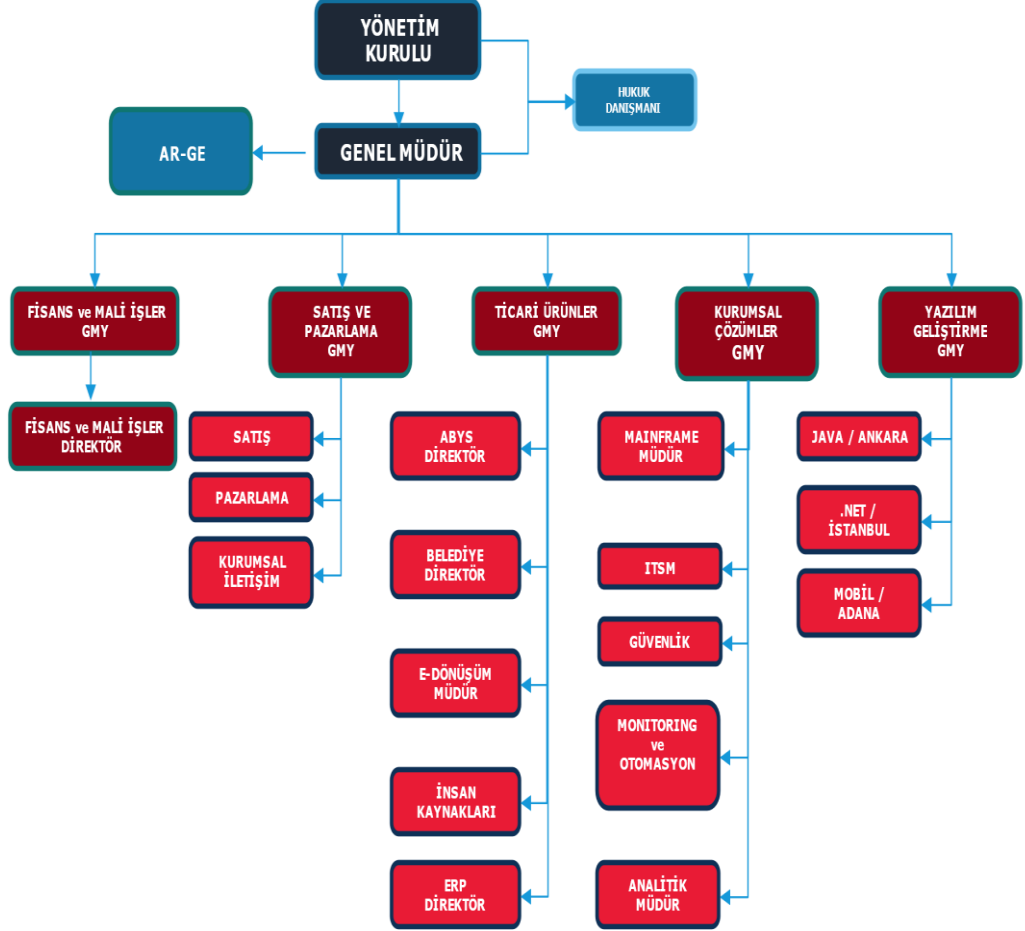 YÖNETİM
KURULU
HUKUK
DANIŞMANI
AR-GE
GENEL MÜDÜR
FİSANS ve MALİ İŞLER
GMY
SATIŞ VE
PAZARLAMA
GMY
TİCARİ ÜRÜNLER
GMY
KURUMSAL
ÇÖZÜMLER
GMY
YAZILIM
GELİŞTİRME
GMY
FİSANS ve MALİ İŞLER
DİREKTÖR
SATIŞ
PAZARLAMA
KURUMSAL
İLETİŞİM
ABYS
DİREKTÖR
BELEDİYE
DİREKTÖR
E-DÖNÜŞÜM
MÜDÜR
İNSAN
KAYNAKLARI
ERP
DİREKTÖR
MAINFRAME
MÜDÜR
ITSM
GÜVENLİK
MONITORING
ve
OTOMASYON
ANALİTİK
MÜDÜR
JAVA / ANKARA
.NET /
İSTANBUL
MOBİL /
ADANA